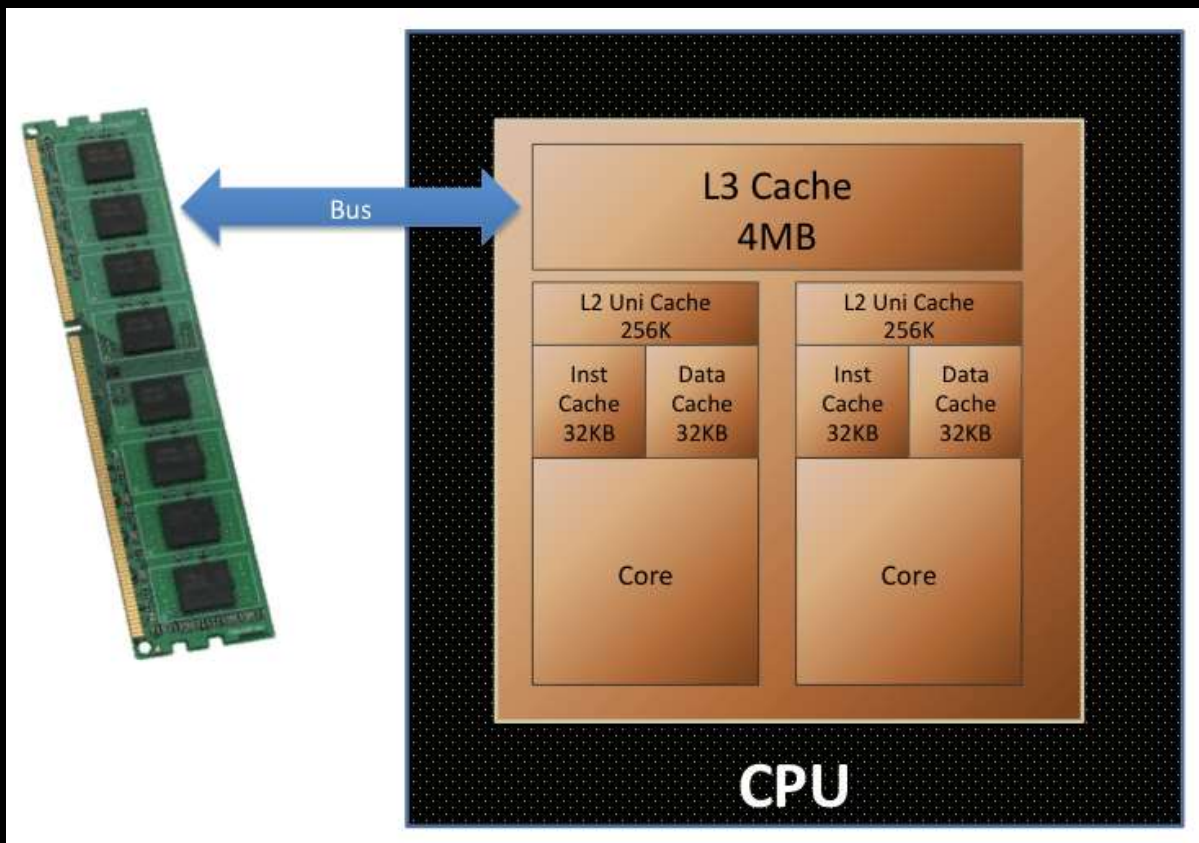 Bus
L3 Cache
4MB
L2 Uni Cache
256K
L2 Uni Cache
256K
Inst
Cache
32KB
Data
Cache
32KB
Inst
Cache
32KB
Data
Cache
32KB
Core
Core
CPU